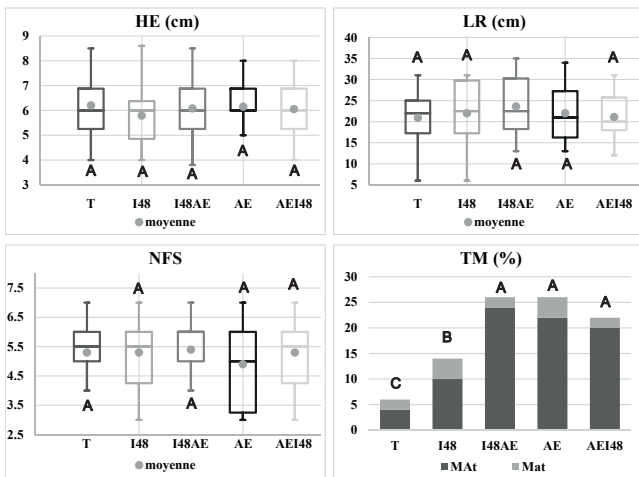 HE (cm)
9
8
7
6
5
4
3
A A A A A
T I48 I48AE AE AEI48
moyenne
LR (cm)
40
35
30
25
20
15
10
5
A A A
A A
T I48 I48AE AE AEI48
moyenne
NFS
7.5
6.5
5.5
4.5
3.5
2.5
A A A
A A
T I48 I48AE AE AEI48
moyenne
TM (%)
30
25
20
15
10
5
0
C B A A A
T I48 I48AE AE AEI48
MAt Mat